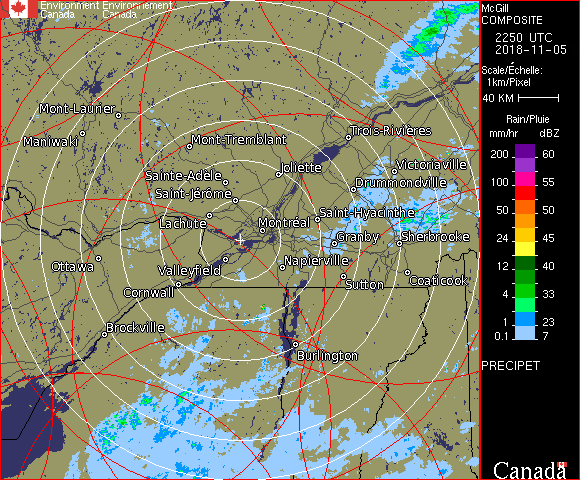 Environment Environnement
Canada Canada
McGill
COMPOSITE
2250 UTC
2018-11-05
Scale/Échelle:
1km/Pixel
40 KM
Rain/Pluie
mm/hr dBZ
200 60
155
100 55
50 50
24 45
12 40
4 33
1 23
0.1 7
PRECIPET
Canada
Mont-Laurier
Maniwaki
Mont-Tremblant
Trois-Rivières
Joliette
Victoriaville
Sainte-Adèle
Drummondville
Saint-Jérôme
Lachute
Saint-Hyacinthe
Montréal
Granby
Sherbrooke
Ottawa
Valleyfield
Napierville
Coaticook
Sutton
Cornwall
Brockville
Burlington